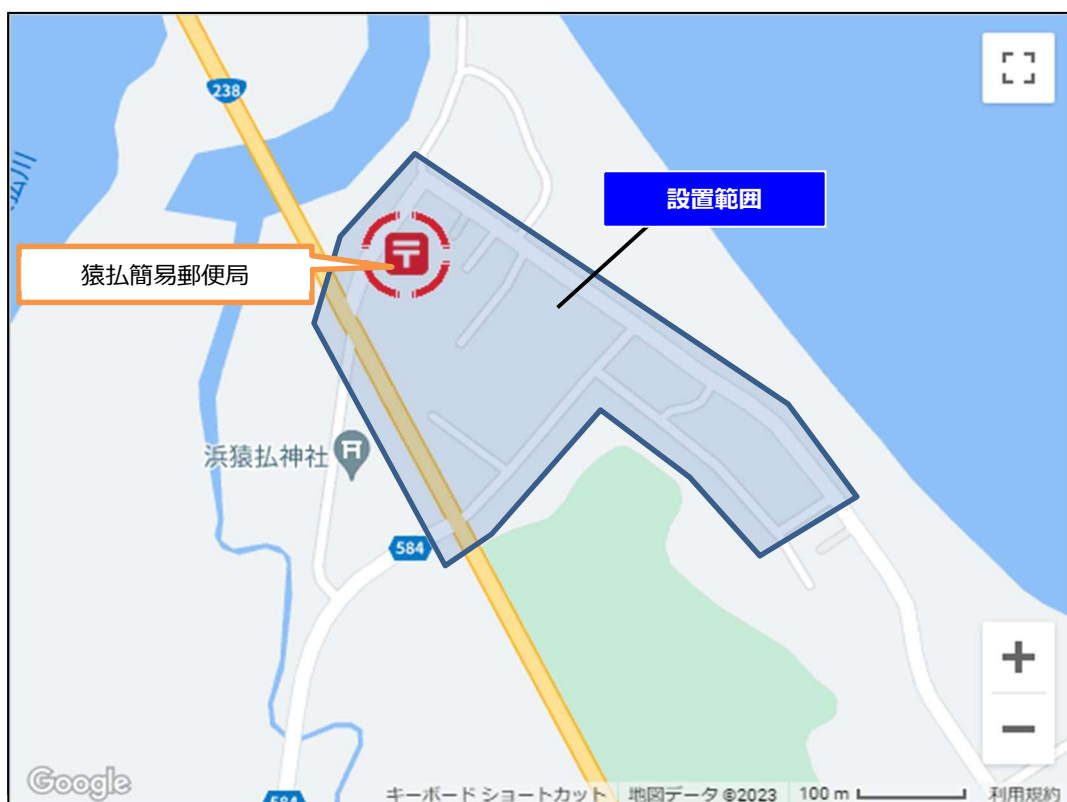 238
払川
設置範囲
猿払簡易郵便局
浜猿払神社
584
584
Google
キーボード ショートカット
地図データ ©2023
100 m
利用規約